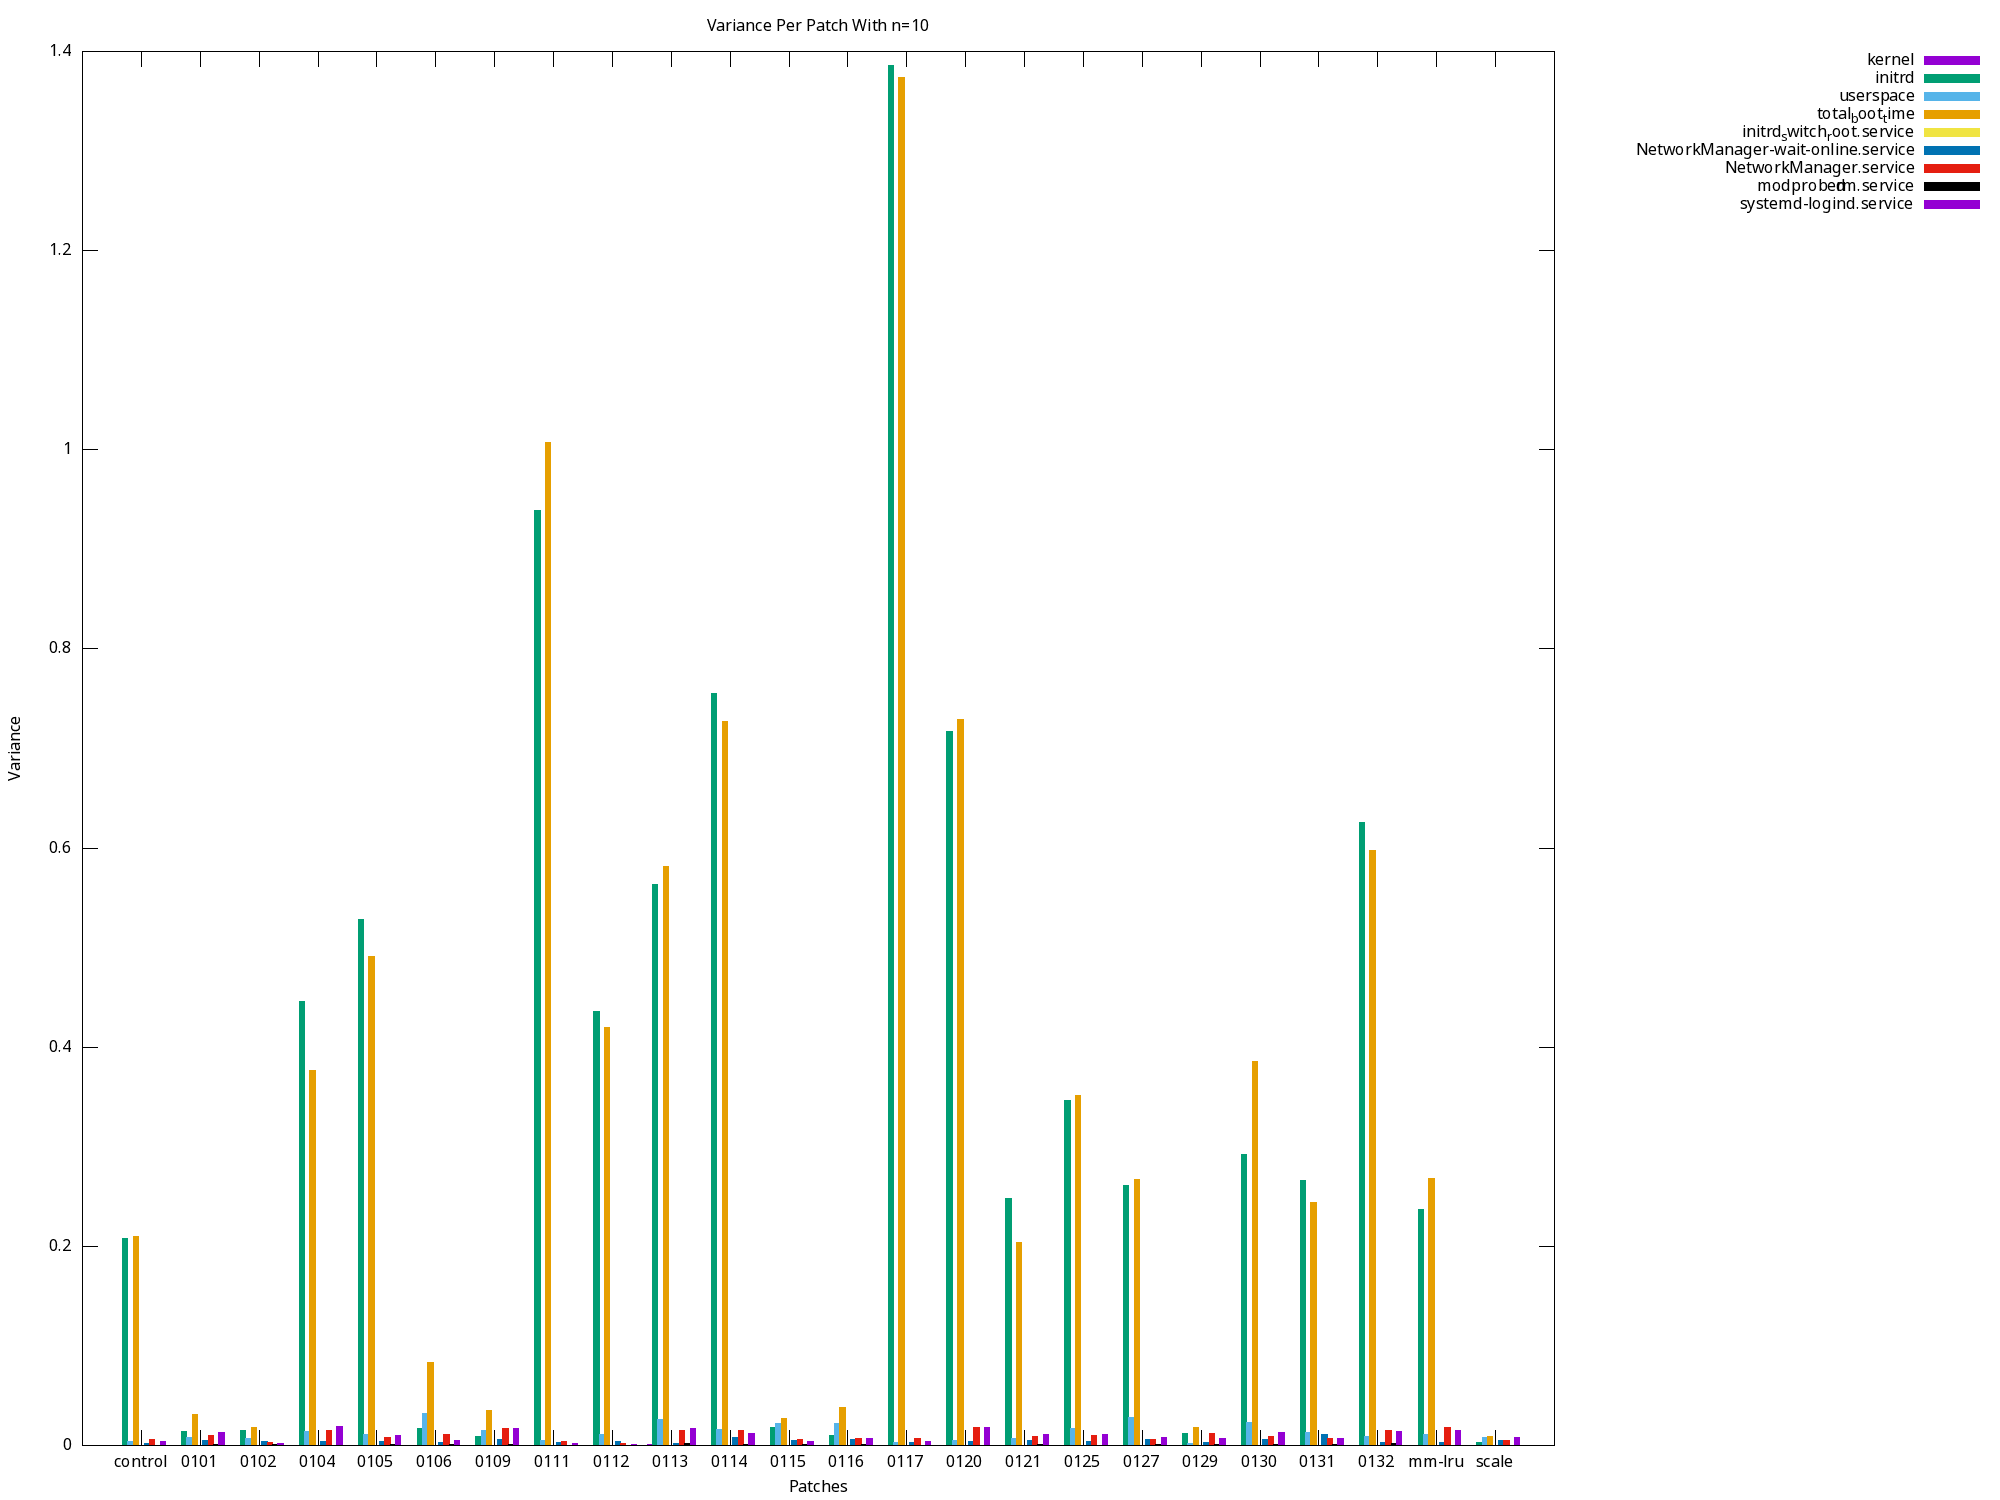 Variance Per Patch With n=10
1.4
1.2
1
0.8
0.6
0.4
0.2
0
Variance
control 0101 0102 0104 0105 0106 0109 0111 0112 0113 0114 0115 0116 0117 0120 0121 0125 0127 0129 0130 0131 0132 mm-lru scale
Patches
kernel
initrd
userspace
total_boot_time
initrd_switch_root.service
NetworkManager-wait-online.service
NetworkManager.service
systemd-logind.service